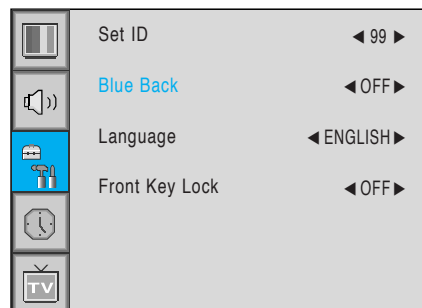 Set ID ◀ 99 ▶
Blue Back ◀ OFF ▶
Language ◀ ENGLISH ▶
Front Key Lock ◀ OFF ▶
TV